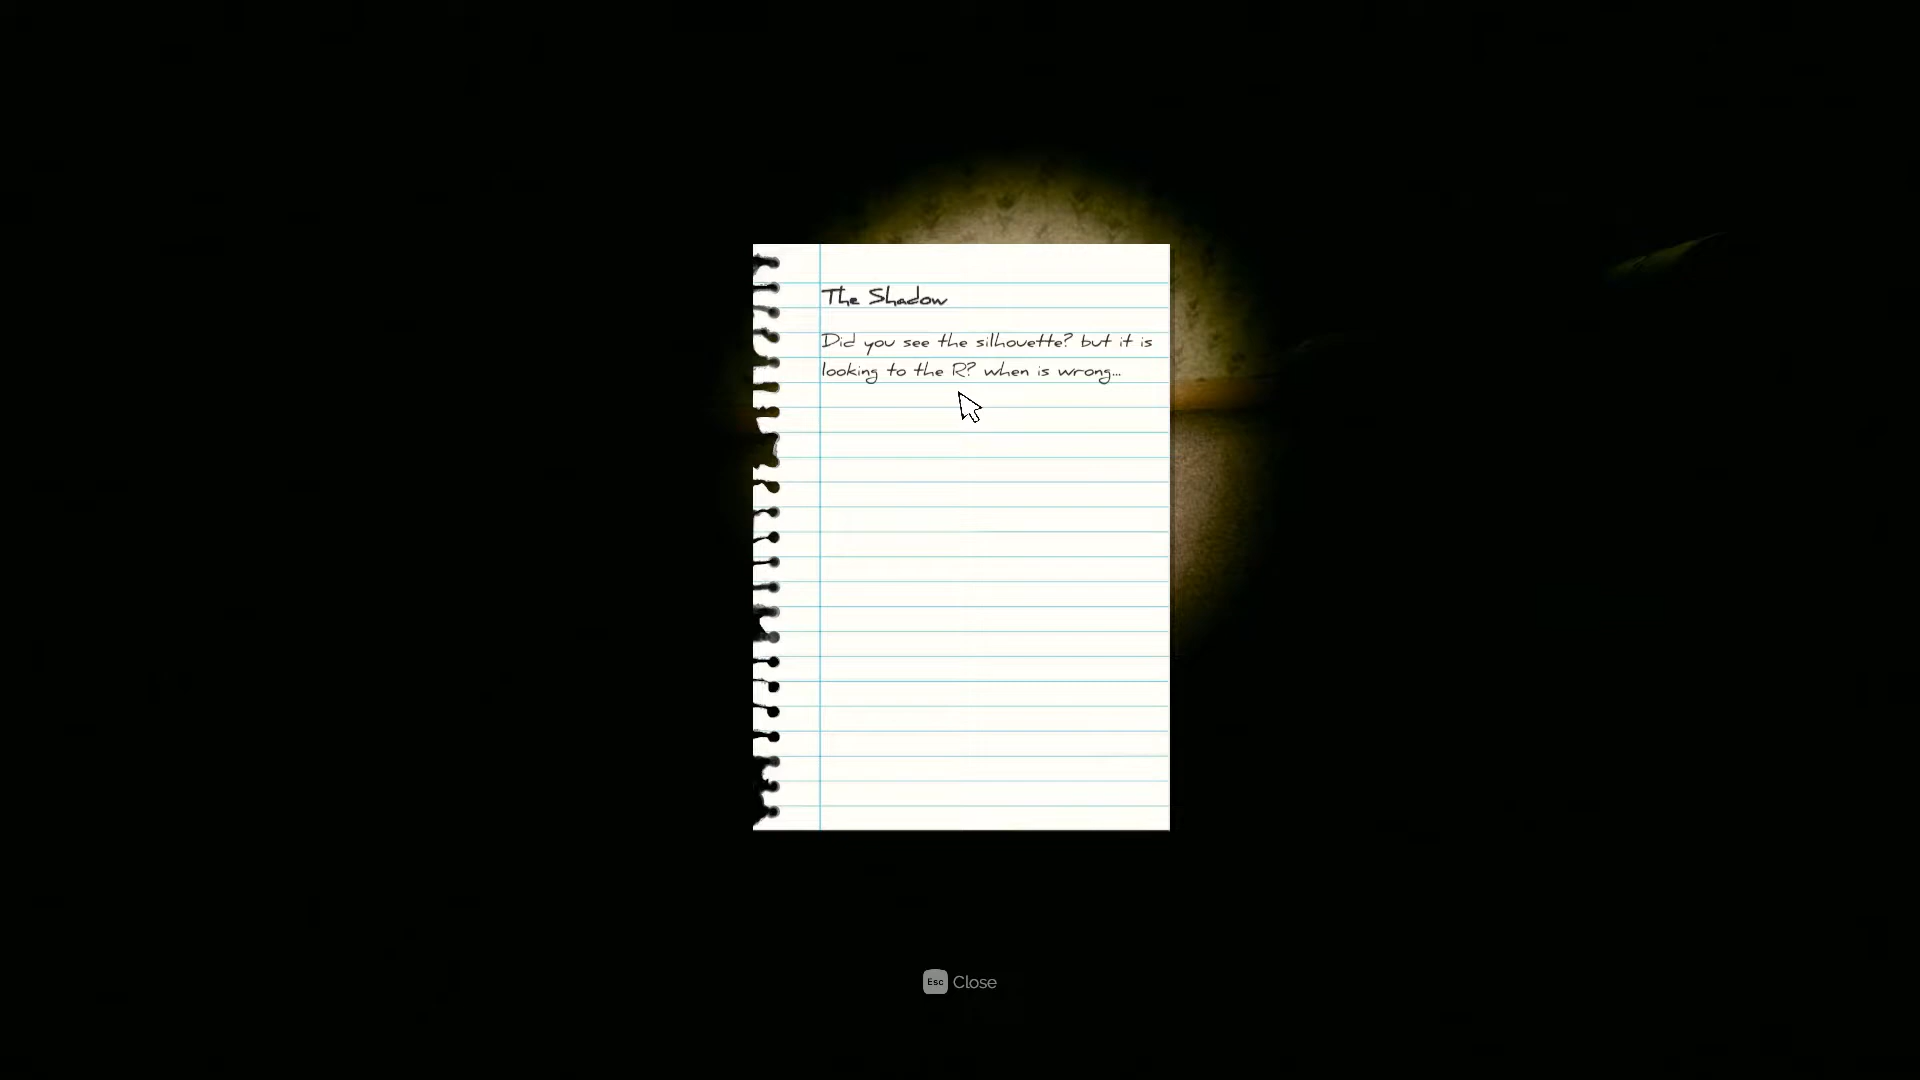 The Shadow
Did you see the silhouette? but it is
looking to the R? when is wrong...
Esc Close